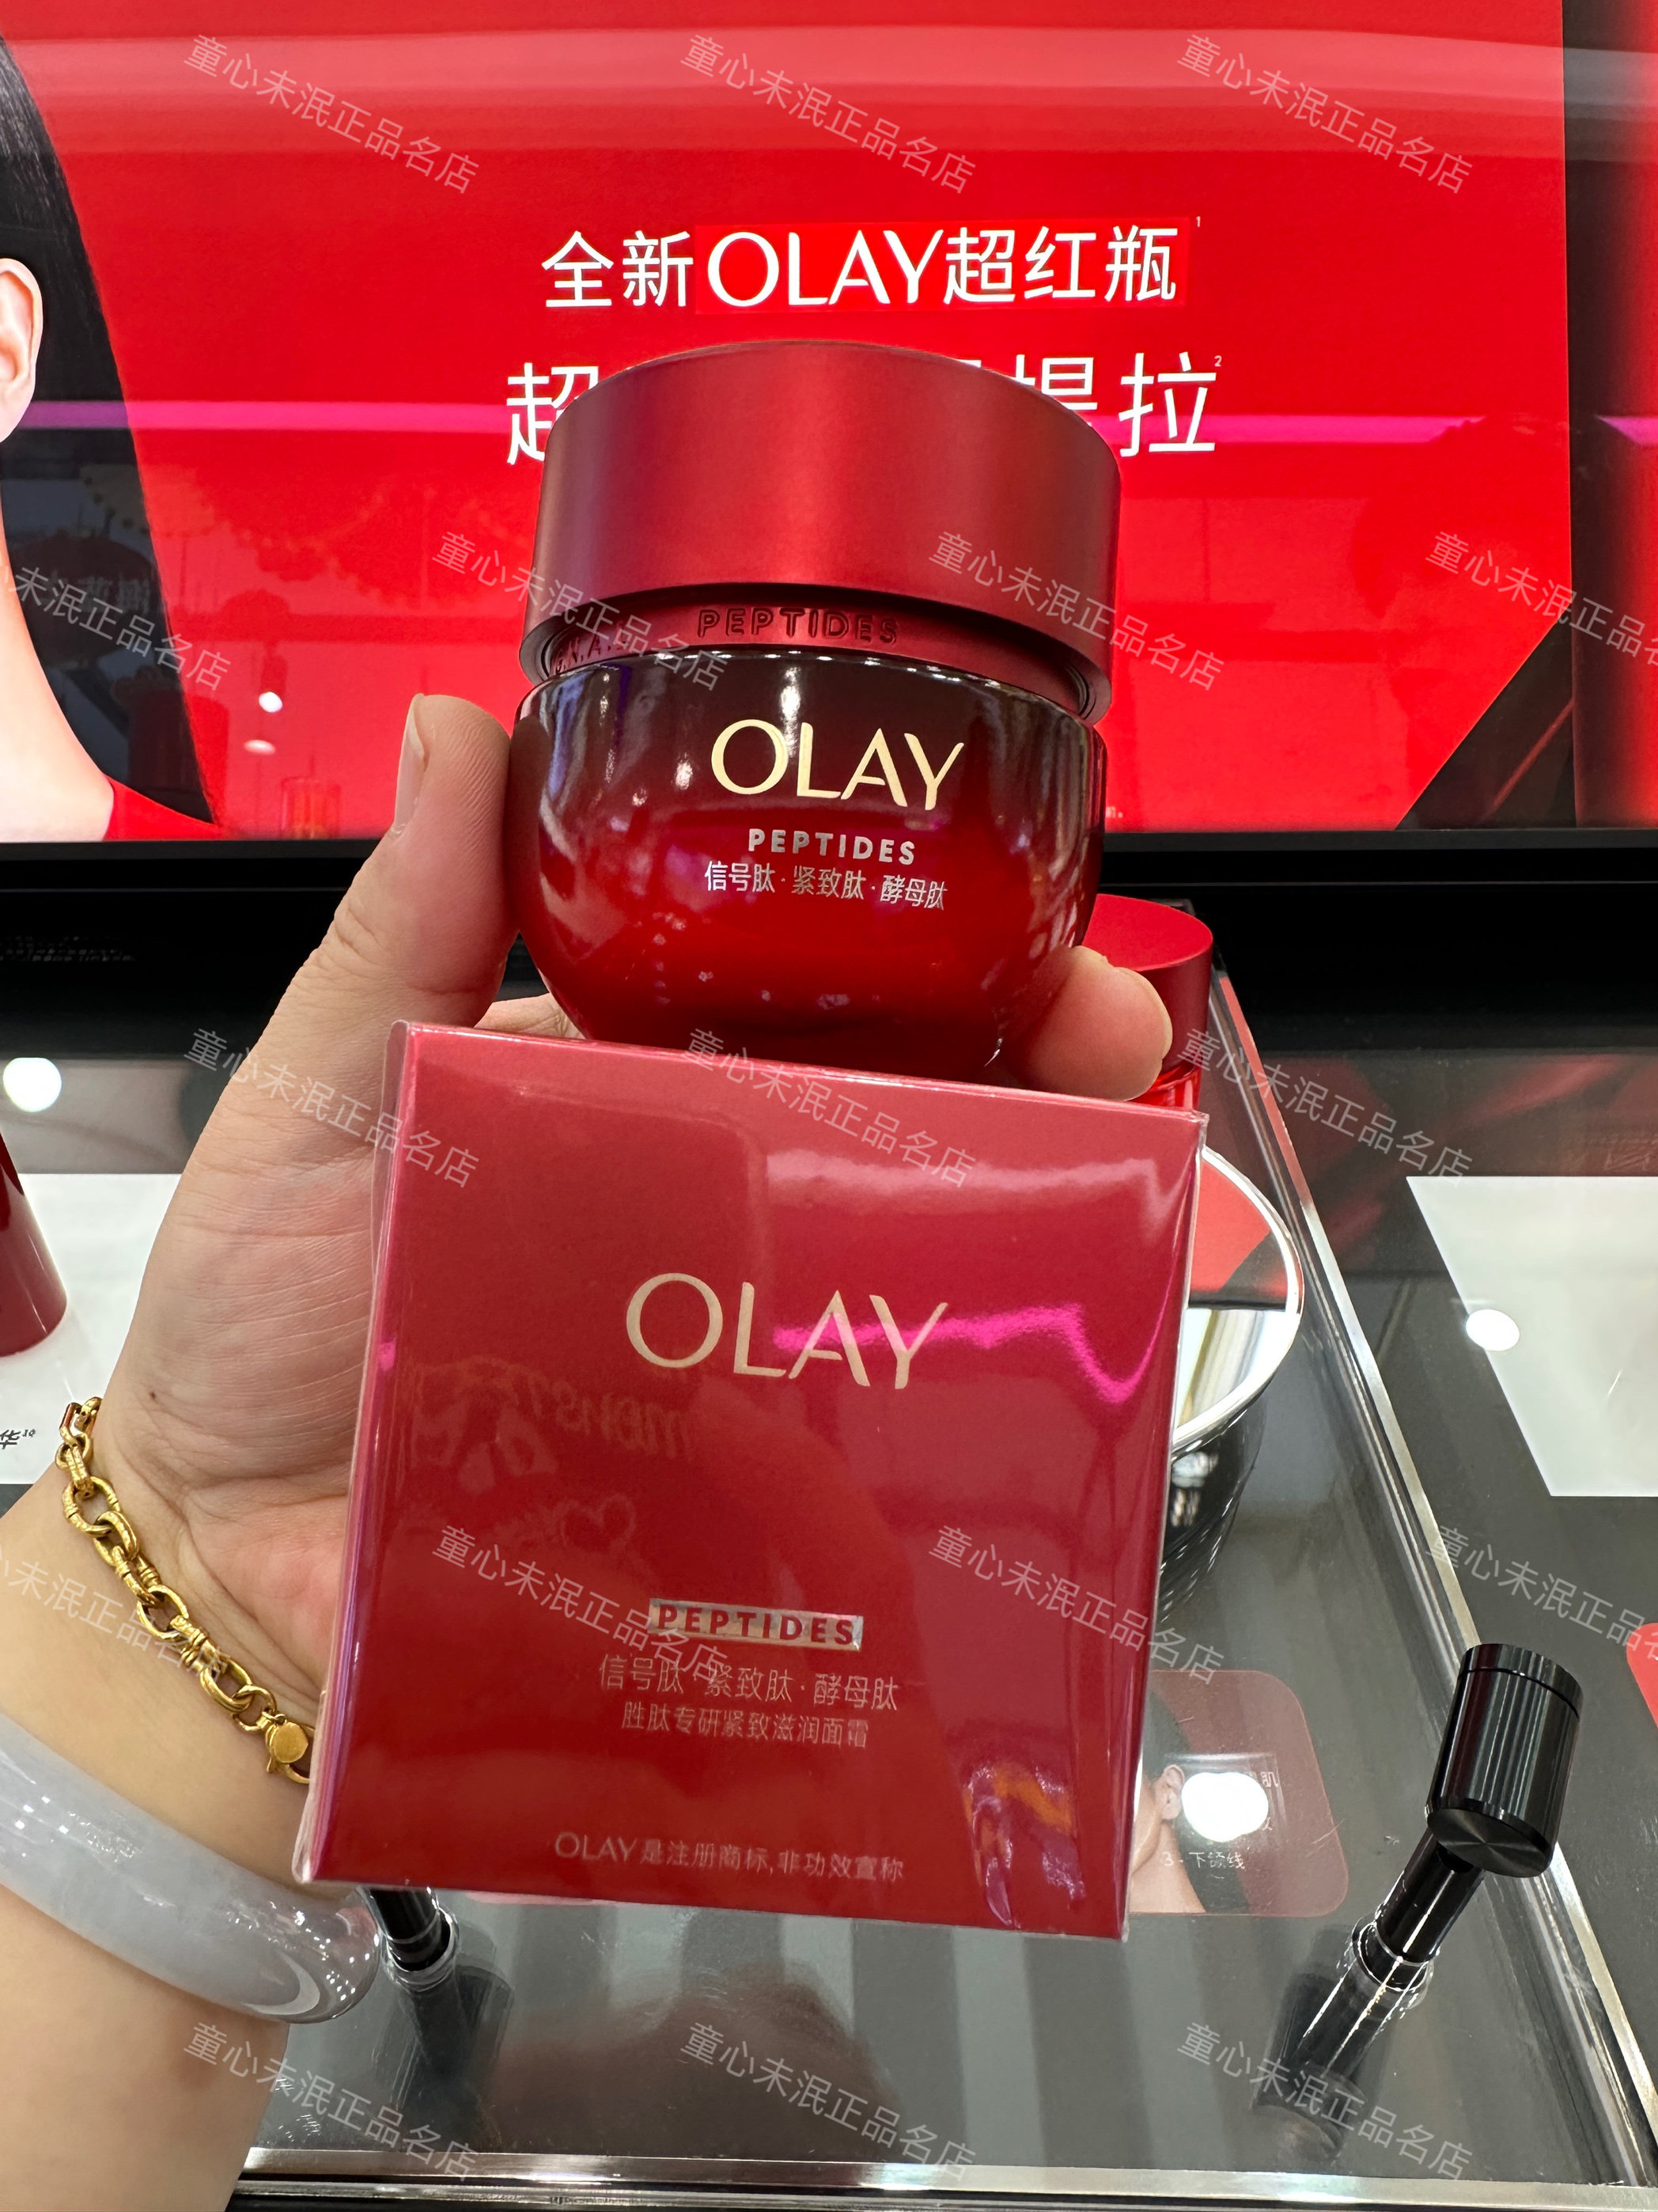 全新OLAY超红瓶
提拉
PEPTIDES
OLAY
PEPTIDES
信号肽·紧致肽·酵母肽
OLAY
PEPTIDES
信号肽·紧致肽·酵母肽
胜肽专研紧致滋润面霜
OLAY是注册商标,非功效宣称
下颌线
童心未泯正品名店